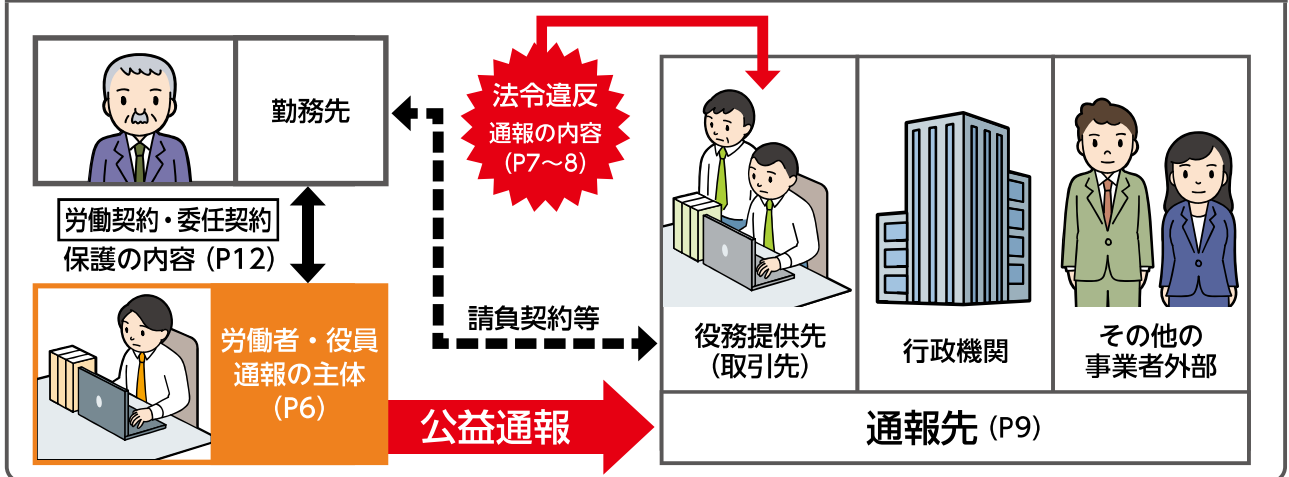 勤務先
労働契約・委任契約
保護の内容 (P12)
労働者・役員
通報の主体
(P6)
法令違反
通報の内容
(P7～8)
請負契約等
公益通報
役務提供先
(取引先)
行政機関
その他の
事業者外部
通報先 (P9)